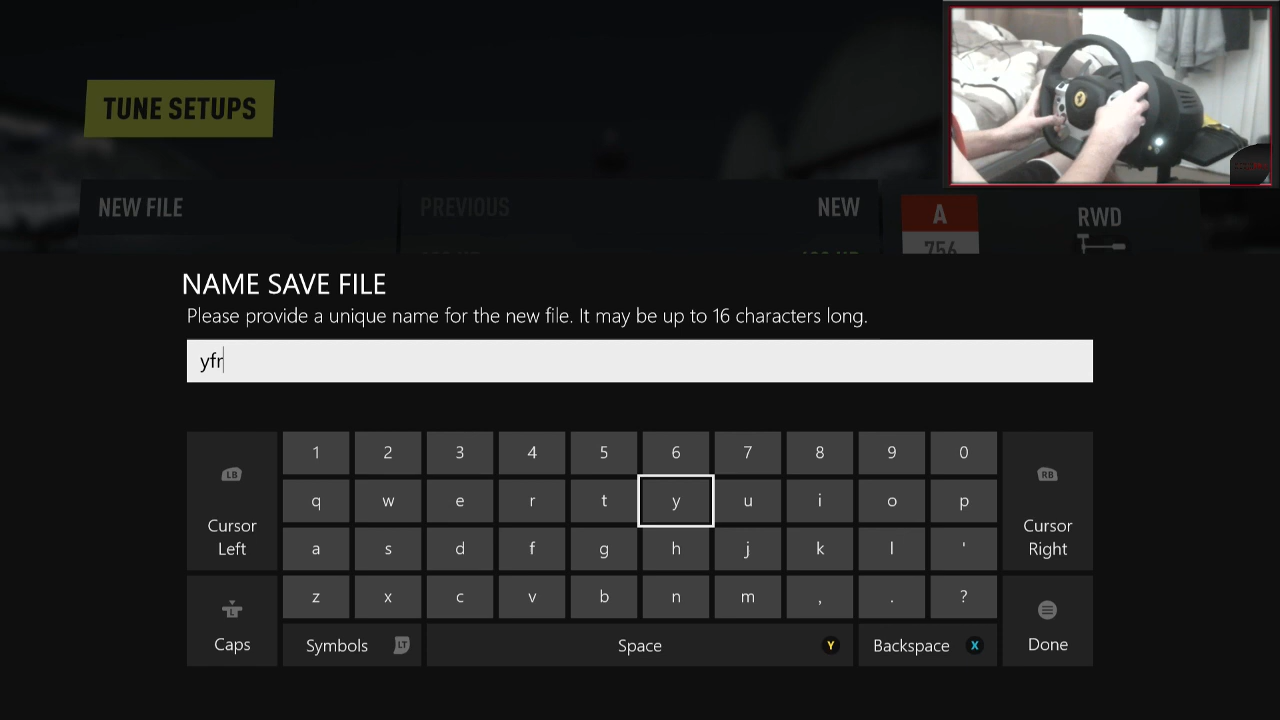 TUNE SETUPS
NEW FILE
PREVIOUS
NEW
A
RWD
756
NAME SAVE FILE
Please provide a unique name for the new file. It may be up to 16 characters long.
yfr
1 2 3 4 5 6 7 8 9 0
LB
RB
q w e r t y u i o p
Cursor Left
Cursor Right
a s d f g h j k l '
z x c v b n m , . ?
L
Caps
Symbols LT
Space Y
Backspace X
Done